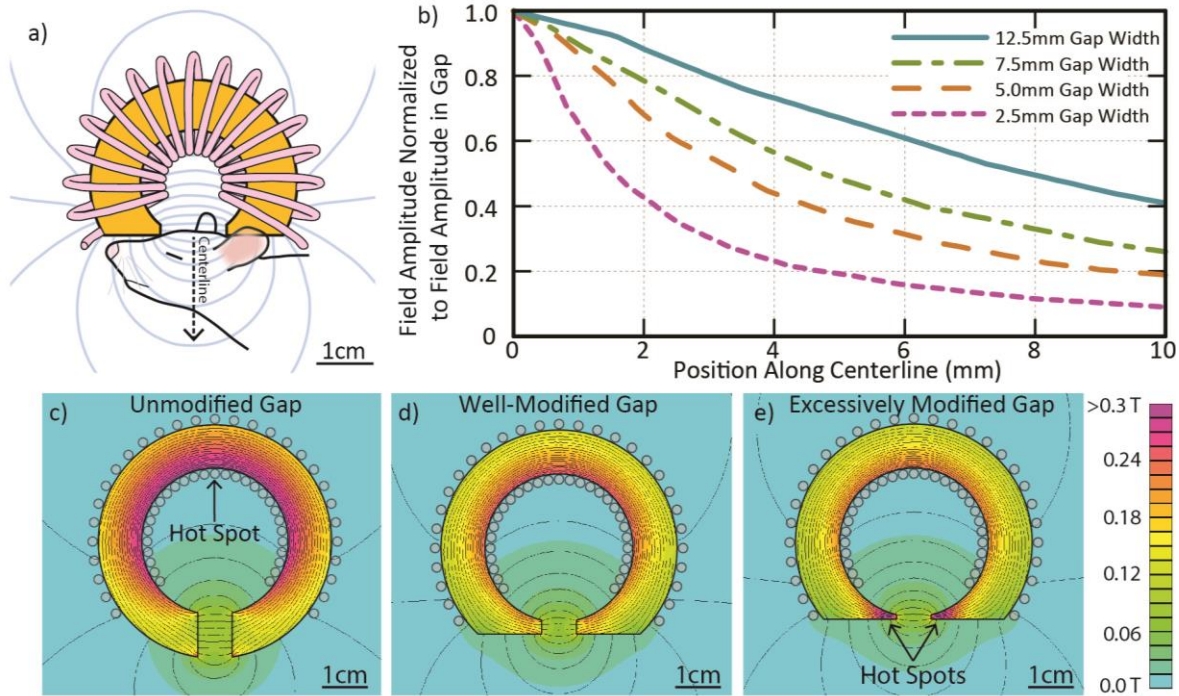 a)
Centerline
1cm
b)
Field Amplitude Normalized
to Field Amplitude in Gap
1.0
0.8
0.6
0.4
0.2
0
12.5mm Gap Width
7.5mm Gap Width
5.0mm Gap Width
2.5mm Gap Width
0 2 4 6 8 10
Position Along Centerline (mm)
c) Unmodified Gap
Hot Spot
1cm
d) Well-Modified Gap
1cm
e) Excessively Modified Gap
Hot Spots
1cm
>0.3 T
0.24
0.18
0.12
0.06
0.0 T